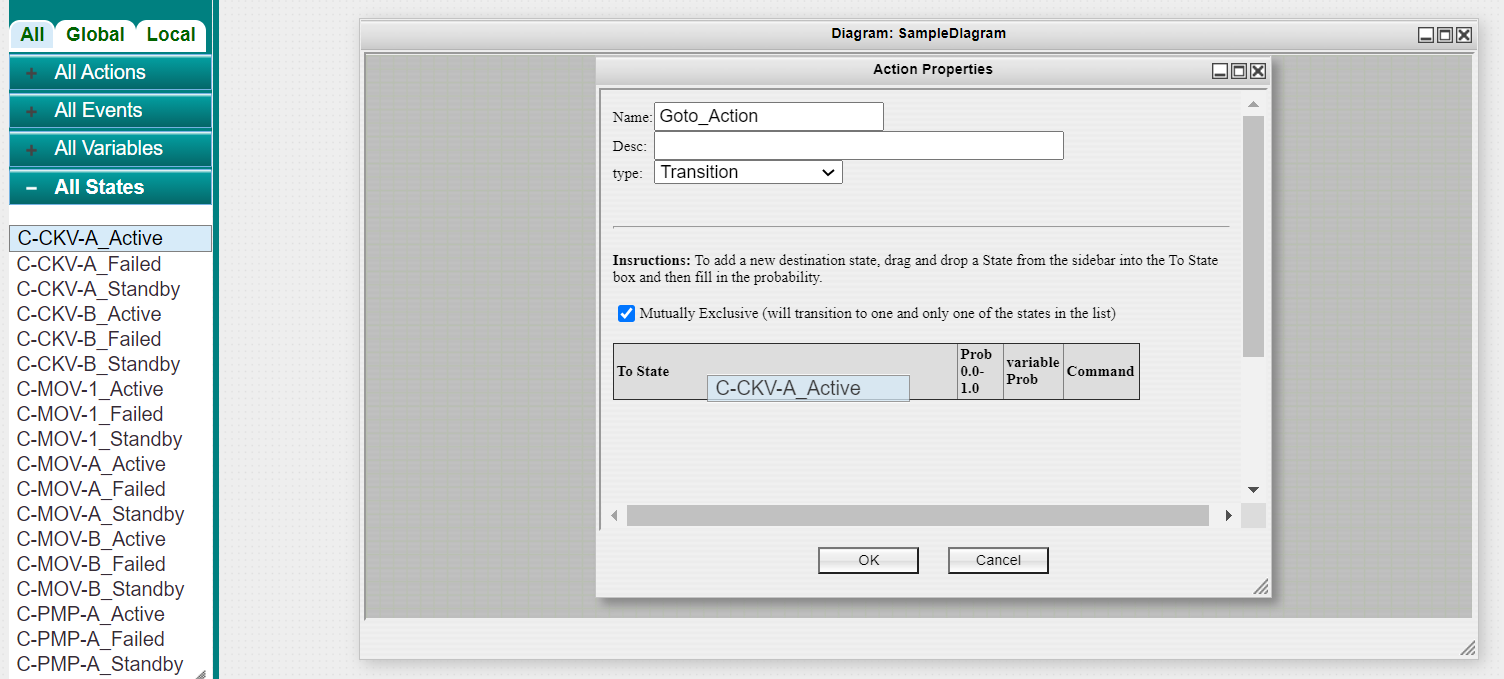 All Global Local
All Actions
All Events
All Variables
All States
C-CKV-A_Active
C-CKV-A_Failed
C-CKV-A_Standby
C-CKV-B_Active
C-CKV-B_Failed
C-CKV-B_Standby
C-MOV-1_Active
C-MOV-1_Failed
C-MOV-1_Standby
C-MOV-A_Active
C-MOV-A_Failed
C-MOV-A_Standby
C-MOV-B_Active
C-MOV-B_Failed
C-MOV-B_Standby
C-PMP-A_Active
C-PMP-A_Failed
C-PMP-A_Standby
Diagram: SampleDIagram
Action Properties
Name: Goto_Action
Desc:
type: Transition
Insructions: To add a new destination state, drag and drop a State from the sidebar into the To State
box and then fill in the probability.
Mutually Exclusive (will transition to one and only one of the states in the list)
To State
Prob
0.0-
1.0
variable
Prob
Command
C-CKV-A_Active
OK Cancel